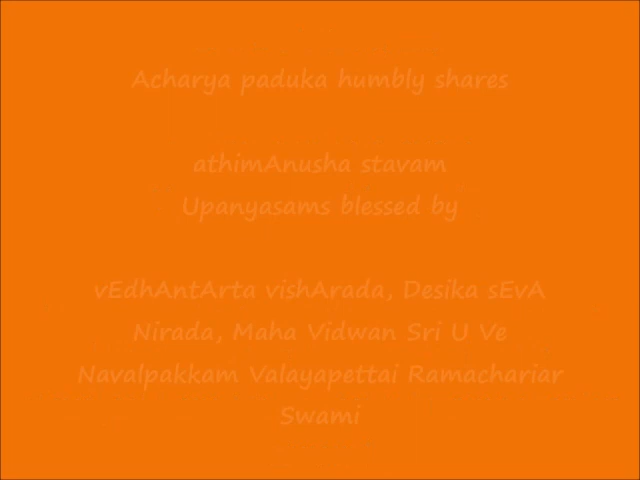 Acharya paduka humbly shares
athimAnusha stavam
Upanyasams blessed by
vEdhAntArta vishArada, Desika sEvA
Nirada, Maha Vidwan Sri U Ve
Navalpakkam Valayapettai Ramachariar
Swami